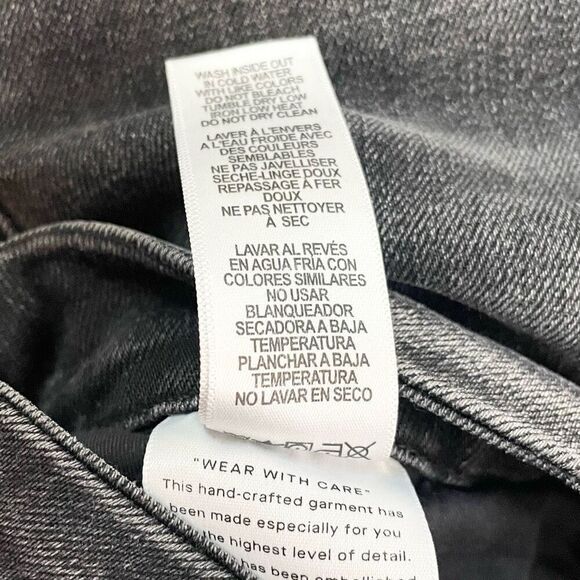 WASH INSIDE OUT
IN COLD WATER
WITH LIKE COLORS
DO NOT BLEACH
TUMBLE DRY LOW
IRON LOW HEAT
DO NOT DRY CLEAN
LAVER À L'ENVERS
A L'EAU FROIDE AVEC
DES COULEURS
SEMBLABLES
NE PAS JAVELLISER
SECHE-LINGE DOUX
REPASSAGE À FER
DOUX
NE PAS NETTOYER
À SEC
LAVAR AL REVÉS
EN AGUA FRÍA CON
COLORES SIMILARES
NO USAR
BLANQUEADOR
SECADORA A BAJA
TEMPERATURA
PLANCHAR A BAJA
TEMPERATURA
NO LAVAR EN SECO
"WEAR WITH CARE"
This hand-crafted garment has
been made especially for you
the highest level of detail.
has been